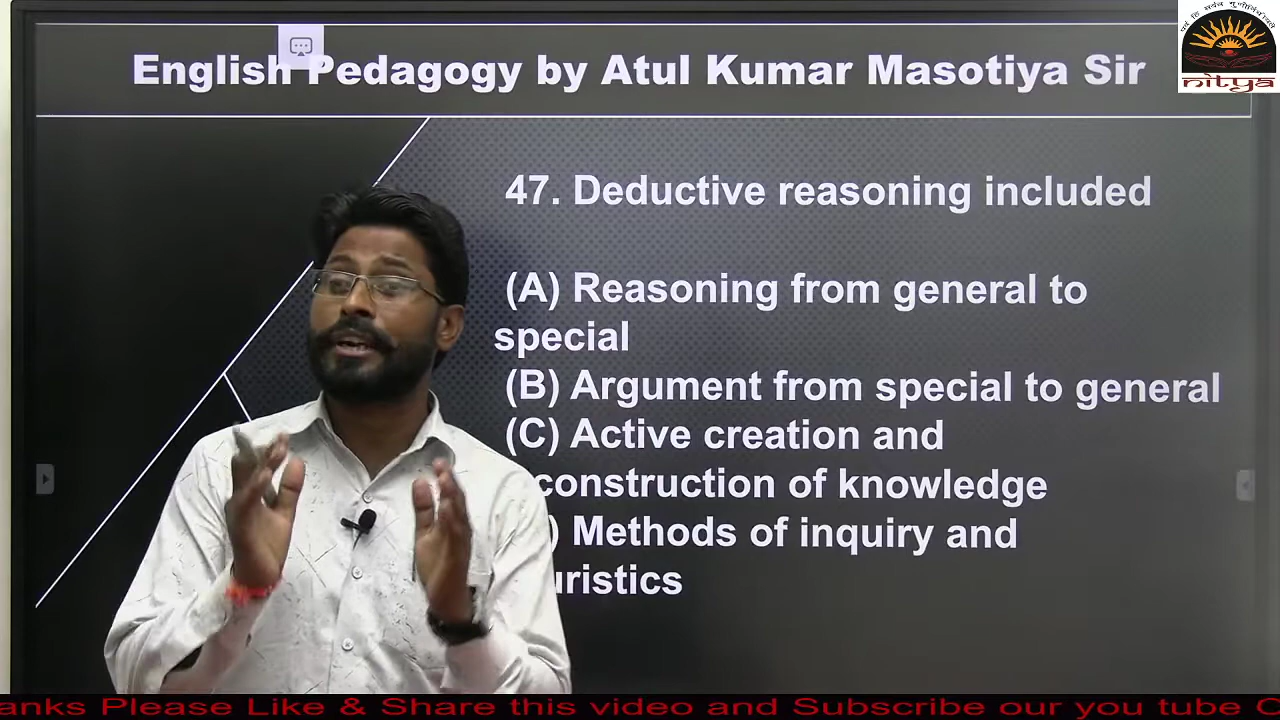 English Pedagogy by Atul Kumar Masotiya Sir
nitya
47. Deductive reasoning included
(A) Reasoning from general to
special
(B) Argument from special to general
(C) Active creation and
construction of knowledge
) Methods of inquiry and
uristics
anks Please Like & Share this video and Subscribe our you tube C